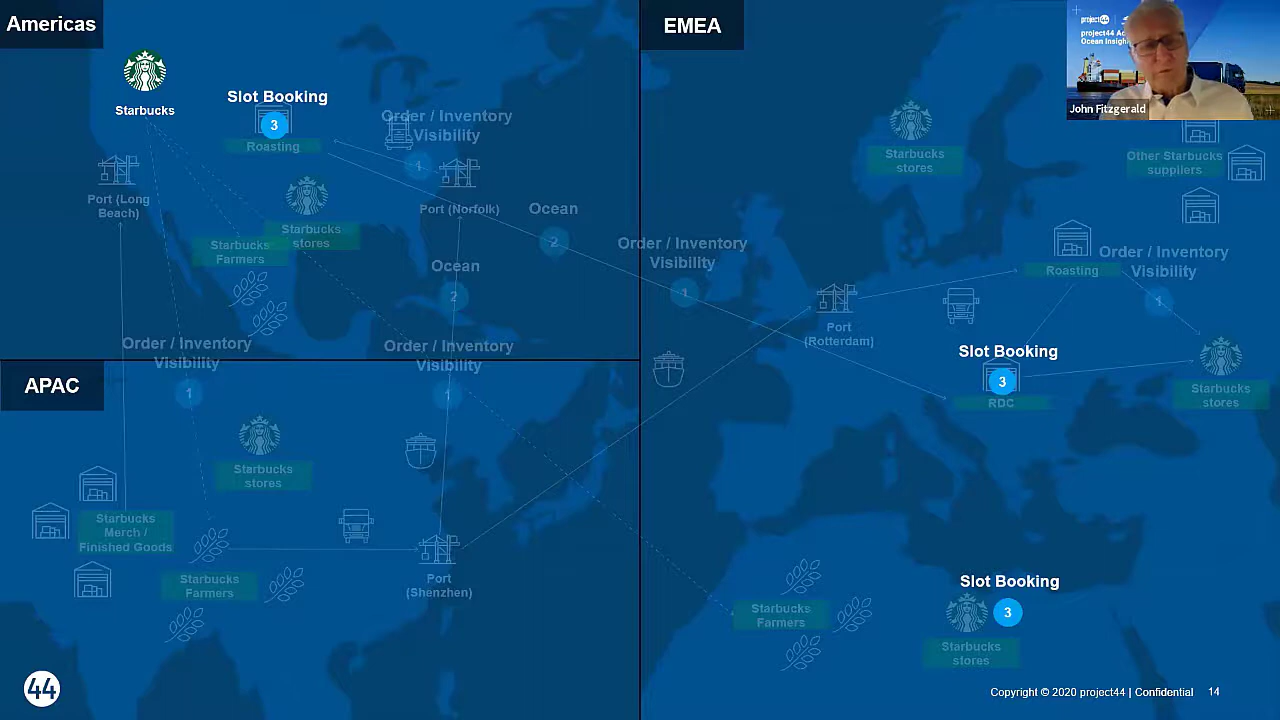 Americas
Starbucks
Slot Booking
3
Roasting
Order / Inventory
Visibility
1
Port (Long
Beach)
Port (Norfolk)
Starbucks
stores
Starbucks
Farmers
Ocean
2
Ocean
2
Order / Inventory
Visibility
1
Order / Inventory
Visibility
1
APAC
Starbucks
stores
Starbucks
Merch /
Finished Goods
Starbucks
Farmers
Port
(Shenzhen)
44
EMEA
project44
project44
Ocean
John Fitzgerald
Starbucks
stores
Other Starbucks
suppliers
Order / Inventory
Visibility
1
Roasting
Order / Inventory
Visibility
1
Port
(Rotterdam)
Slot Booking
3
RDC
Starbucks
stores
Slot Booking
3
Starbucks
Farmers
Starbucks
stores
Copyright © 2020 project44 | Confidential 14